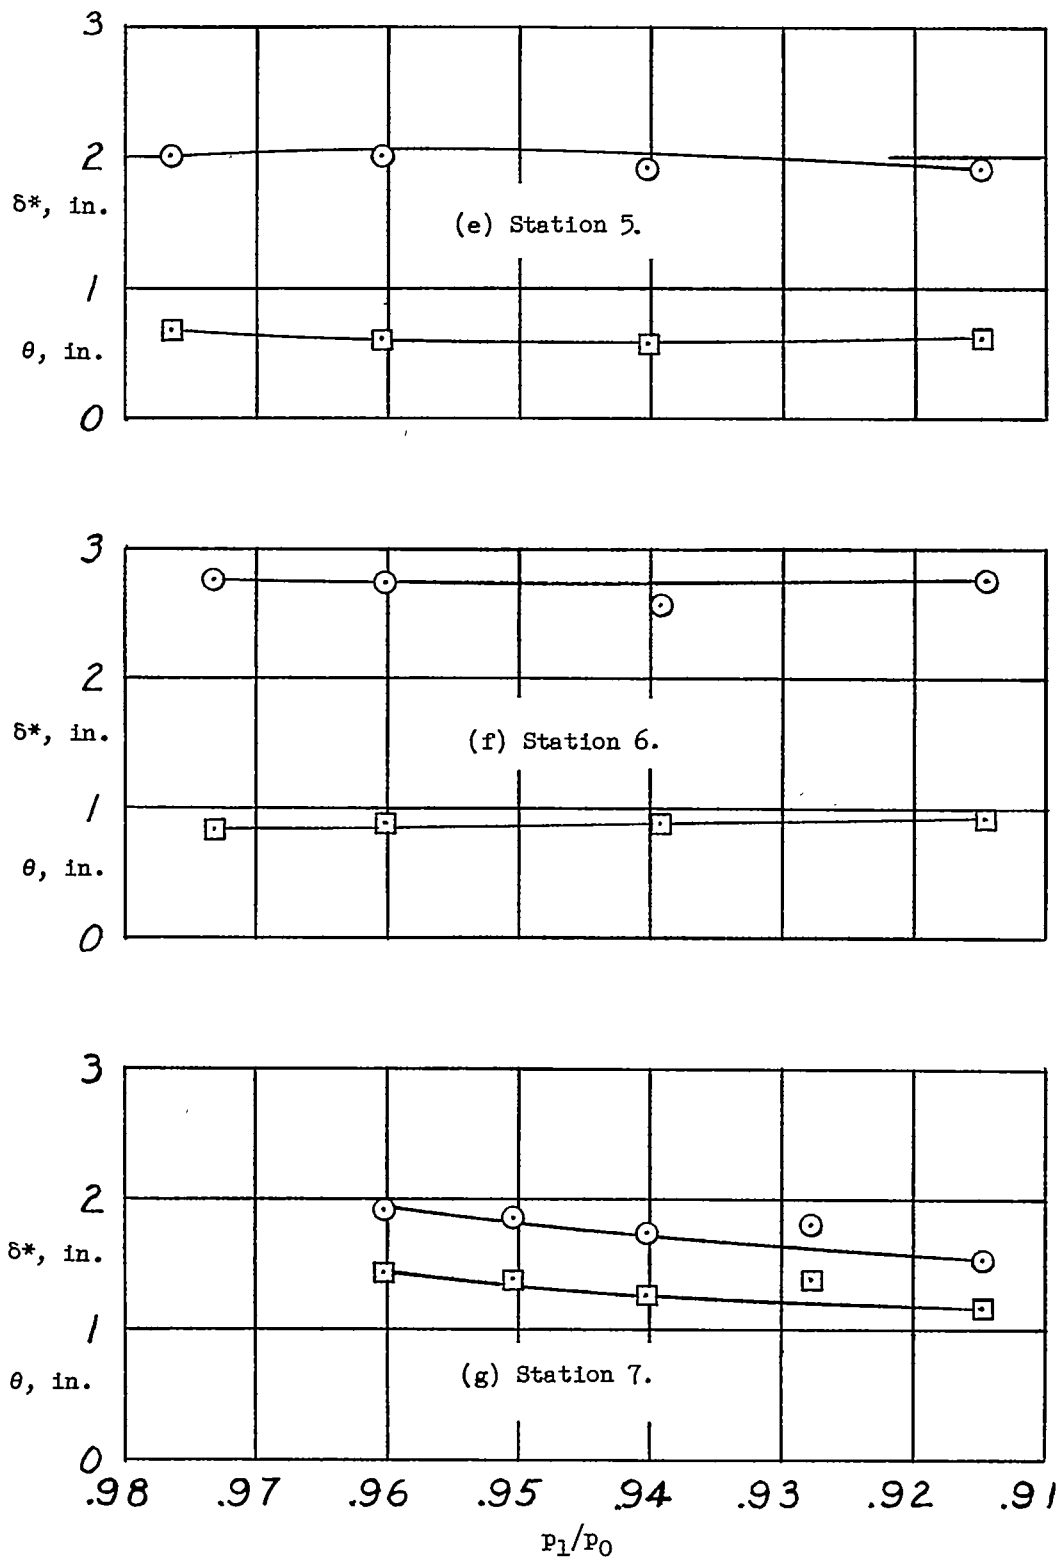 3
2
δ*, in.
(e) Station 5.
1
θ, in.
0
3
2
δ*, in.
(f) Station 6.
1
θ, in.
0
3
2
δ*, in.
1
(g) Station 7.
θ, in.
0
.98 .97 .96 .95 .94 .93 .92 .91
p₁/p₀